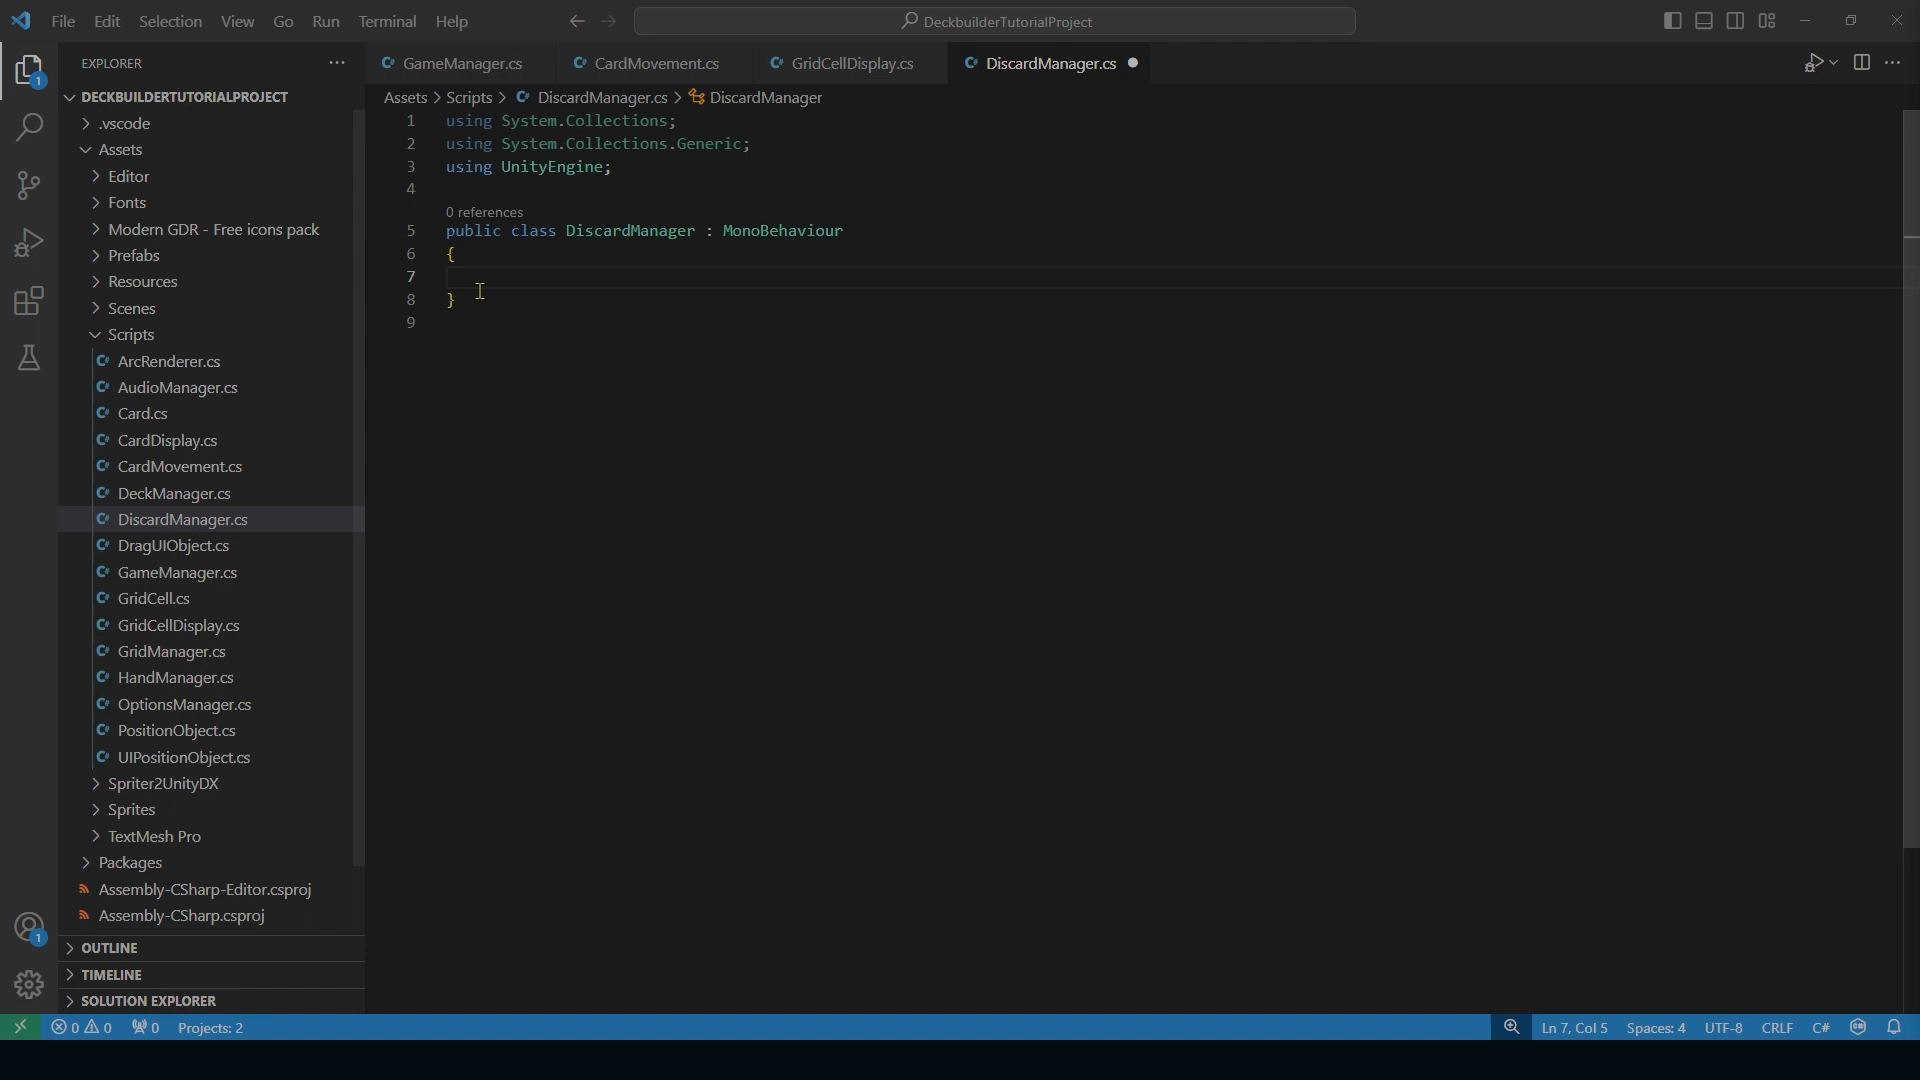 File Edit Selection View Go Run Terminal Help
DeckbuilderTutorialProject
EXPLORER
GameManager.cs CardMovement.cs GridCellDisplay.cs DiscardManager.cs
Assets > Scripts > DiscardManager.cs > DiscardManager
DECKBUILDERTUTORIALPROJECT
.vscode
Assets
Editor
Fonts
Modern GDR - Free icons pack
Prefabs
Resources
Scenes
Scripts
ArcRenderer.cs
AudioManager.cs
Card.cs
CardDisplay.cs
CardMovement.cs
DeckManager.cs
DiscardManager.cs
DragUIObject.cs
GameManager.cs
GridCell.cs
GridCellDisplay.cs
GridManager.cs
HandManager.cs
OptionsManager.cs
PositionObject.cs
UIPositionObject.cs
Spriter2UnityDX
Sprites
TextMesh Pro
Packages
Assembly-CSharp-Editor.csproj
Assembly-CSharp.csproj
OUTLINE
TIMELINE
SOLUTION EXPLORER
1 using System.Collections;
2 using System.Collections.Generic;
3 using UnityEngine;
4
0 references
5 public class DiscardManager : MonoBehaviour
6 {
7
8 }
9
1
1
0 0 0 Projects: 2
Ln 7, Col 5 Spaces: 4 UTF-8 CRLF C#